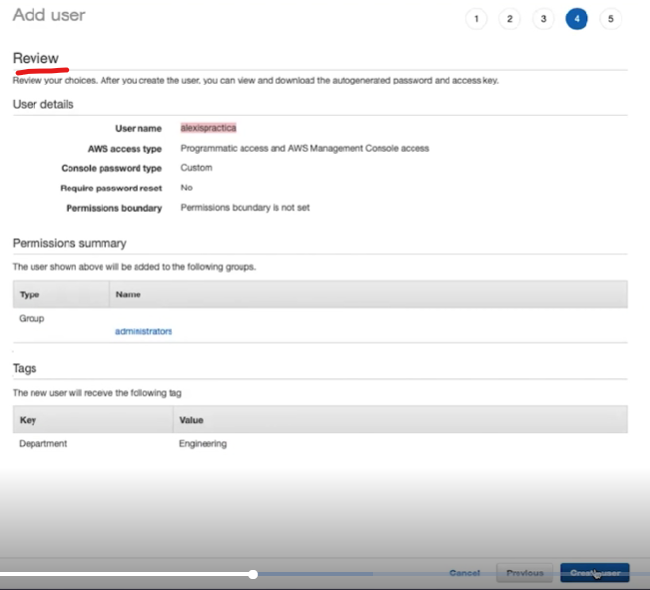 Add user
1 2 3 4 5
Review
Review your choices. After you create the user, you can view and download the autogenerated password and access key.
User details
User name alexispractica
AWS access type Programmatic access and AWS Management Console access
Console password type Custom
Require password reset No
Permissions boundary Permissions boundary is not set
Permissions summary
The user shown above will be added to the following groups.
Type Name
Group
administrators
Tags
The new user will receive the following tag
Key Value
Department Engineering
Cancel Previous Create user